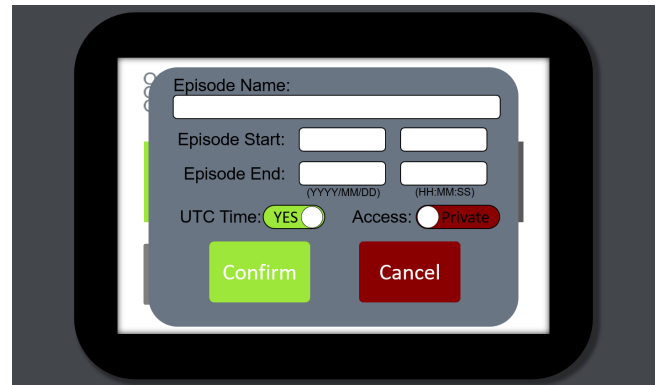 Episode Name:
Episode Start:
Episode End:
(YYYY/MM/DD) (HH:MM:SS)
UTC Time: YES Access: Private
Confirm Cancel